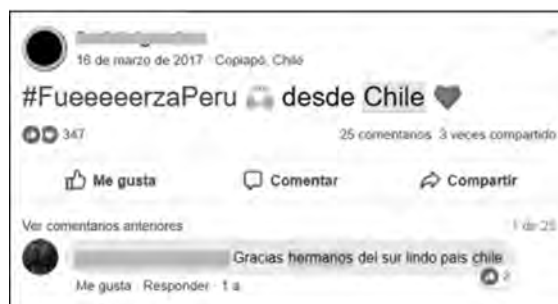 16 de marzo de 2017 · Copiapó, Chile
#FueeeeerzaPeru desde Chile
347 25 comentarios 3 veces compartido
Me gusta Comentar Compartir
Ver comentarios anteriores 1 de 25
Gracias hermanos del sur lindo pais chile
2
Me gusta · Responder · 1 a